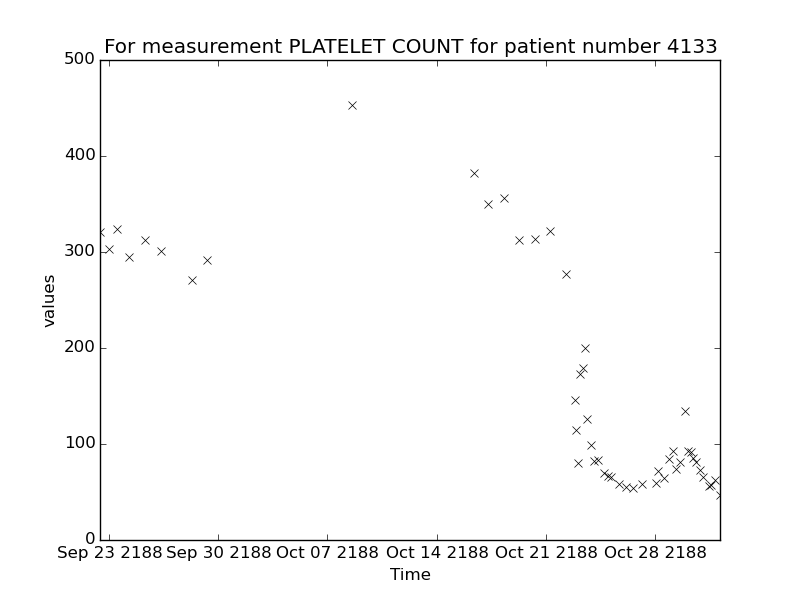 For measurement PLATELET COUNT for patient number 4133
500
400
300
200
100
0
values
Sep 23 2188 Sep 30 2188 Oct 07 2188 Oct 14 2188 Oct 21 2188 Oct 28 2188
Time